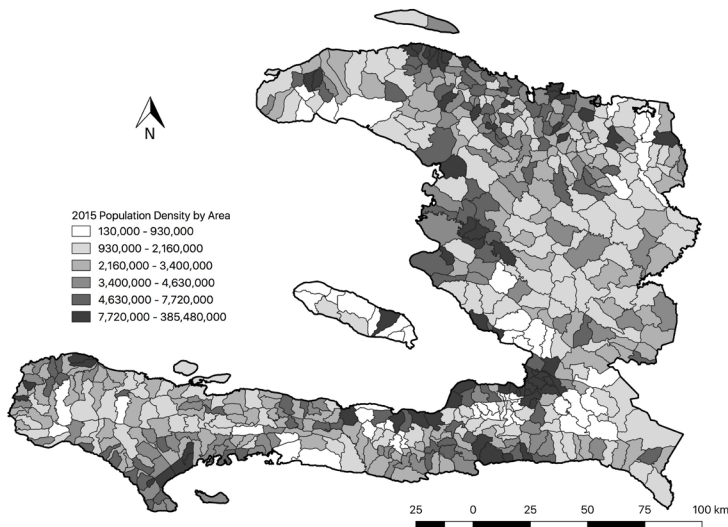 N
2015 Population Density by Area
130,000 - 930,000
930,000 - 2,160,000
2,160,000 - 3,400,000
3,400,000 - 4,630,000
4,630,000 - 7,720,000
7,720,000 - 385,480,000
25 0 25 50 75 100 km